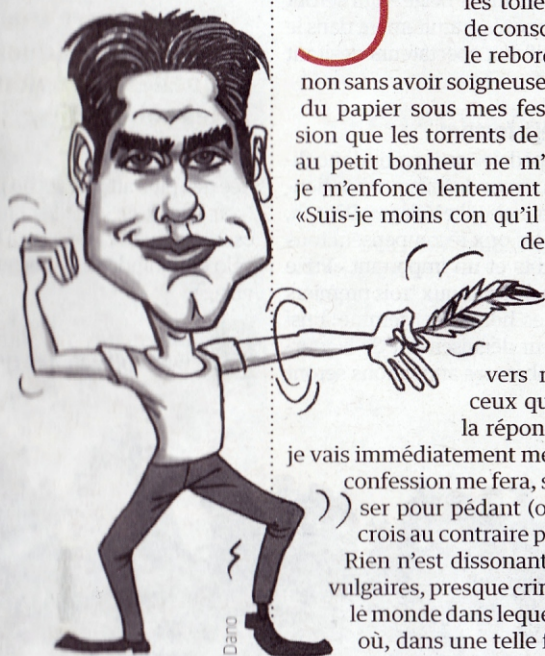 les toile
de consc
le rebor
non sans avoir soigneuse
du papier sous mes fes
sion que les torrents de
au petit bonheur ne m'
je m'enfonce lentement
«Suis-je moins con qu'il
de
vers n
ceux qu
la répon
je vais immédiatement me
confession me fera, s
ser pour pédant (o
crois au contraire p
Rien n'est dissonant
vulgaires, presque crin
le monde dans leque
où, dans une telle f
Dano